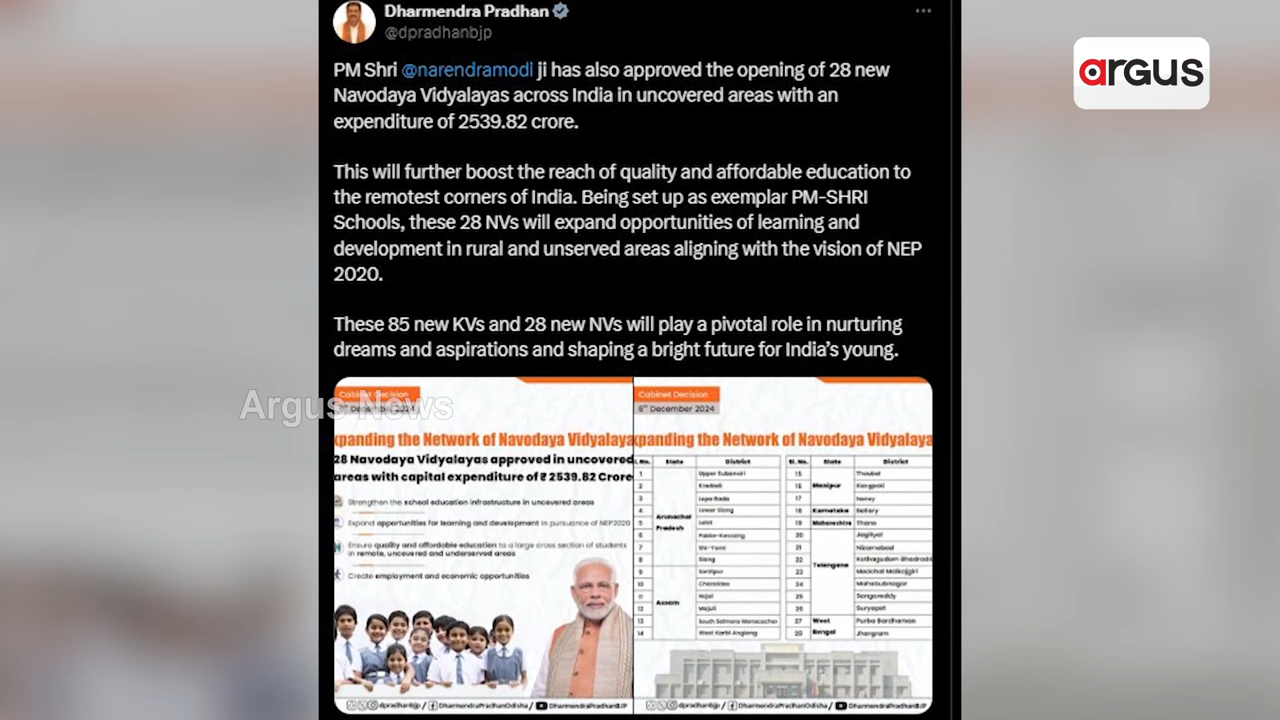 Dharmendra Pradhan
@dpradhanbjp
argus
PM Shri @narendramodi ji has also approved the opening of 28 new
Navodaya Vidyalayas across India in uncovered areas with an
expenditure of 2539.82 crore.
This will further boost the reach of quality and affordable education to
the remotest corners of India. Being set up as exemplar PM-SHRI
Schools, these 28 NVs will expand opportunities of learning and
development in rural and unserved areas aligning with the vision of NEP
2020.
These 85 new KVs and 28 new NVs will play a pivotal role in nurturing
dreams and aspirations and shaping a bright future for India's young.
Argus News
Cabinet Decision
December 2024
xpanding the Network of Navodaya Vidyalaya
28 Navodaya Vidyalayas approved in uncovered
areas with capital expenditure of ₹ 2539.82 Crore
Strengthen the school education infrastructure in uncovered areas
Expand opportunities for learning and development in pursuance of NEP2020
Ensure quality and affordable education to a large cross section of students
in remote, uncovered and underserved areas
Create employment and economic opportunities
dpradhanbjp / DharmendraPradhanOdisha / DharmendraPradhanBJP
Cabinet Decision
6th December 2024
xpanding the Network of Navodaya Vidyalaya
State District Sl. No. State District
1 Upper Subansiri 15 Thoubal
2 16 Manipur Kangpoki
3 Lepa Rada 17 Noney
4 Lower Siang 18 Karnataka Bellary
5 Arunachal Pradesh Lohit 19 Maharashtra Thane
6 Pakke-Kessang 20 Jagityal
7 Shi-Yomi 21 Nizamabad
8 Siang 22 Telangana Kothagudem Bhadrad
9 Sonitpur 23 Medchal Malkajgiri
10 Charaideo 24 Mahabubnagar
11 Assam Hojai 25 Sangareddy
12 Majuli 26 Suryapet
13 South Salmara Manacachar 27 West Bengal Purba Bardhaman
14 West Karbi Anglong 28 Jhargram
dpradhanbjp / DharmendraPradhanOdisha / DharmendraPradhanBJP